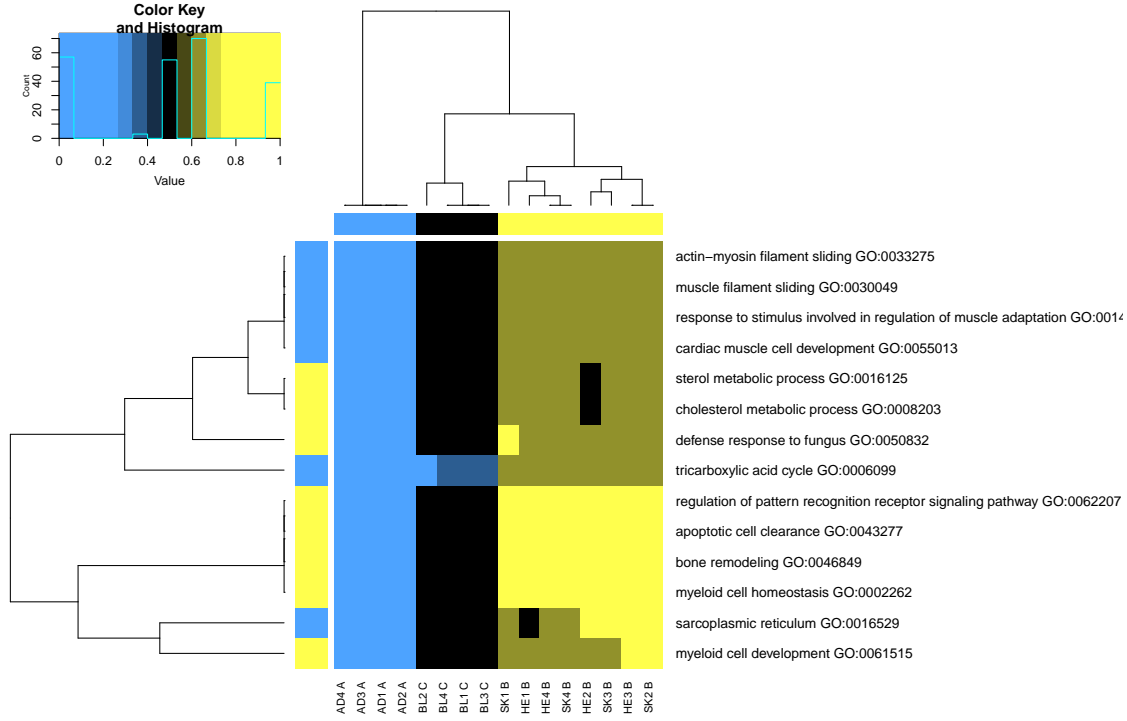 Color Key
and Histogram
Count
0
20
40
60
0 0.2 0.4 0.6 0.8 1
Value
actin−myosin filament sliding GO:0033275
muscle filament sliding GO:0030049
response to stimulus involved in regulation of muscle adaptation GO:0014
cardiac muscle cell development GO:0055013
sterol metabolic process GO:0016125
cholesterol metabolic process GO:0008203
defense response to fungus GO:0050832
tricarboxylic acid cycle GO:0006099
regulation of pattern recognition receptor signaling pathway GO:0062207
apoptotic cell clearance GO:0043277
bone remodeling GO:0046849
myeloid cell homeostasis GO:0002262
sarcoplasmic reticulum GO:0016529
myeloid cell development GO:0061515
AD4 A
AD3 A
AD1 A
AD2 A
BL2 C
BL4 C
BL1 C
BL3 C
SK1 B
HE1 B
HE4 B
SK4 B
HE2 B
SK3 B
HE3 B
SK2 B